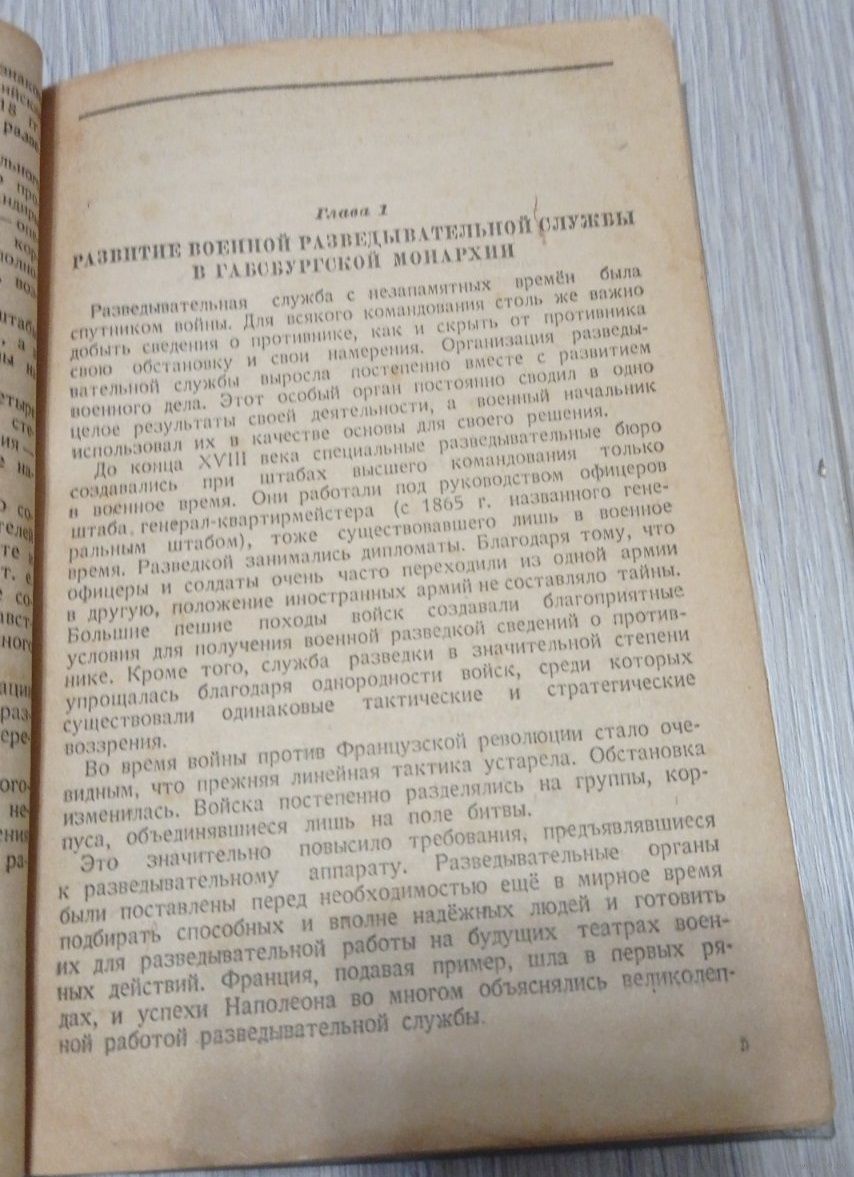 Глава 1
РАЗВИТИЕ ВОЕННОЙ РАЗВЕДЫВАТЕЛЬНОЙ СЛУЖБЫ
В ГАБСБУРГСКОЙ МОНАРХИИ
Разведывательная служба с незапамятных времён была
спутником войны. Для всякого командования столь же важно
добыть сведения о противнике, как и скрыть от противника
свою обстановку и свои намерения. Организация разведы-
вательной службы выросла постепенно вместе с развитием
военного дела. Этот особый орган постоянно сводил в одно
целое результаты своей деятельности, а военный начальник
использовал их в качестве основы для своего решения.
До конца XVIII века специальные разведывательные бюро
создавались при штабах высшего командования только
в военное время. Они работали под руководством офицеров
штаба генерал-квартирмейстера (с 1865 г. названного гене-
ральным штабом), тоже существовавшего лишь в военное
время. Разведкой занимались дипломаты. Благодаря тому, что
офицеры и солдаты очень часто переходили из одной армии
в другую, положение иностранных армий не составляло тайны.
Большие пешие походы войск создавали благоприятные
условия для получения военной разведкой сведений о против-
нике. Кроме того, служба разведки в значительной степени
упрощалась благодаря однородности войск, среди которых
существовали одинаковые тактические и стратегические
воззрения.
Во время войны против Французской революции стало оче-
видным, что прежняя линейная тактика устарела. Обстановка
изменилась. Войска постепенно разделялись на группы, кор-
пуса, объединявшиеся лишь на поле битвы.
Это значительно повысило требования, предъявлявшиеся
к разведывательному аппарату. Разведывательные органы
были поставлены перед необходимостью ещё в мирное время
подбирать способных и вполне надёжных людей и готовить
их для разведывательной работы на будущих театрах воен-
ных действий. Франция, подавая пример, шла в первых ря-
дах, и успехи Наполеона во многом объяснялись великолеп-
ной работой разведывательной службы.
5